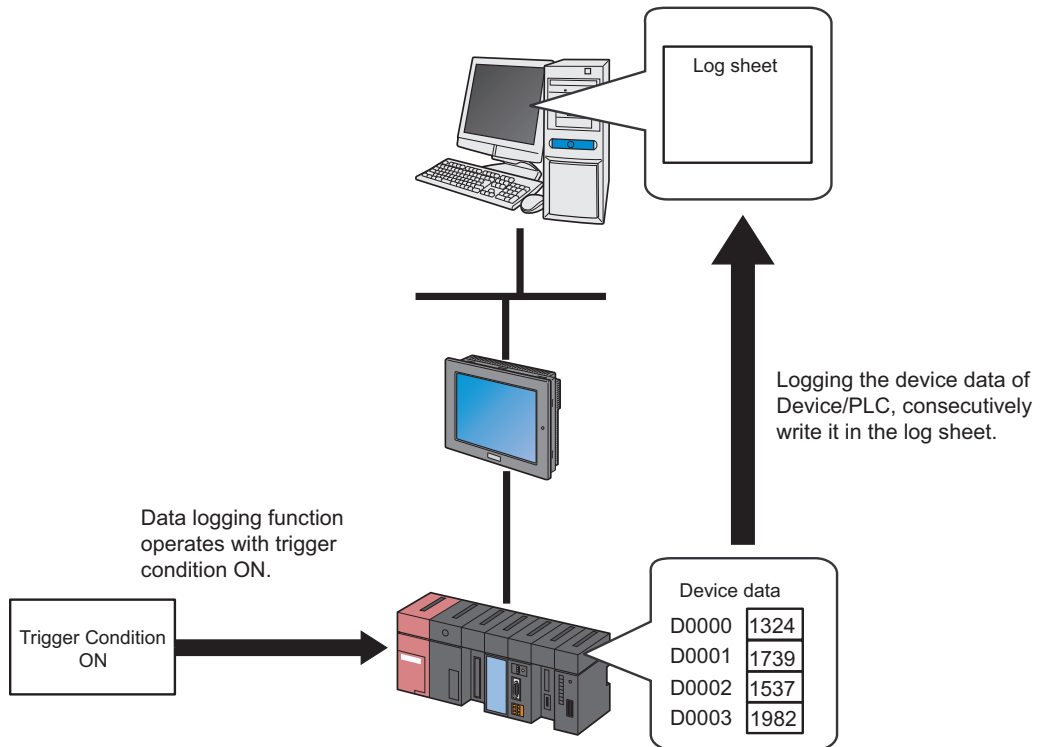 Log sheet
Logging the device data of
Device/PLC, consecutively
write it in the log sheet.
Data logging function
operates with trigger
condition ON.
Trigger Condition
ON
Device data
D0000 1324
D0001 1739
D0002 1537
D0003 1982